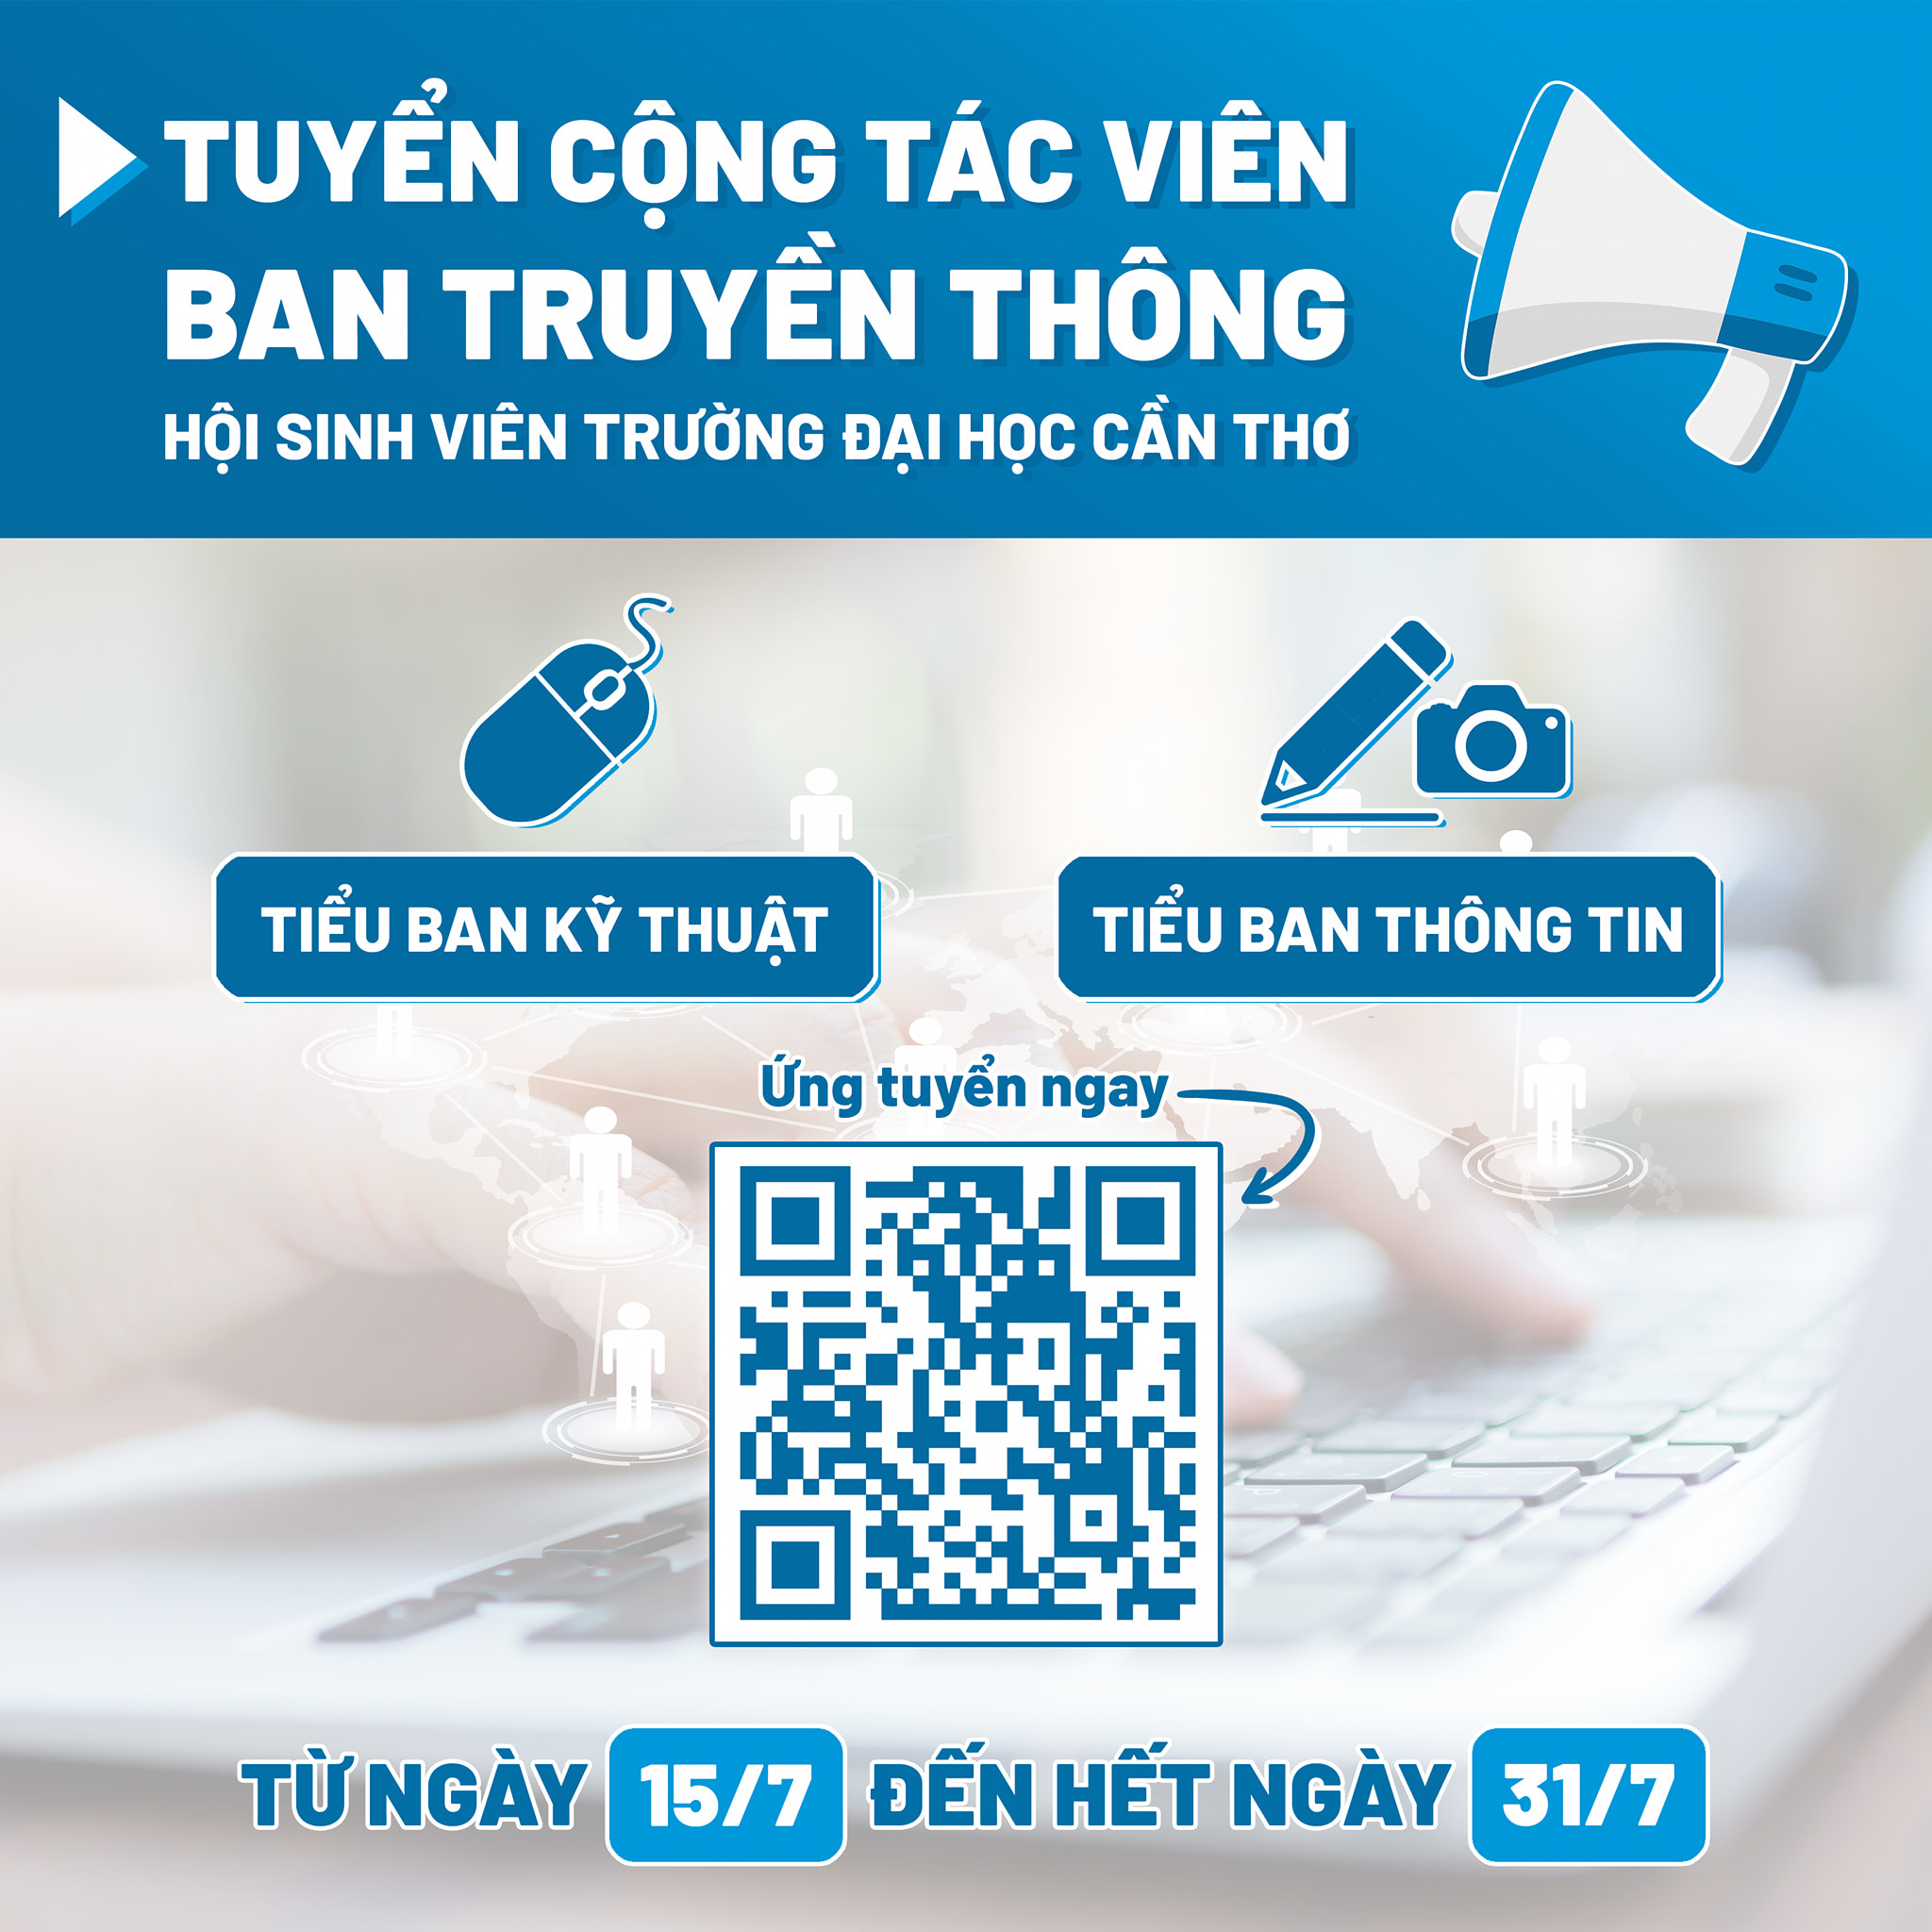 TUYỂN CỘNG TÁC VIÊN
BAN TRUYỀN THÔNG
HỘI SINH VIÊN TRƯỜNG ĐẠI HỌC CẦN THƠ
TIỂU BAN KỸ THUẬT
TIỂU BAN THÔNG TIN
Ứng tuyển ngay
TỪ NGÀY 15/7 ĐẾN HẾT NGÀY 31/7